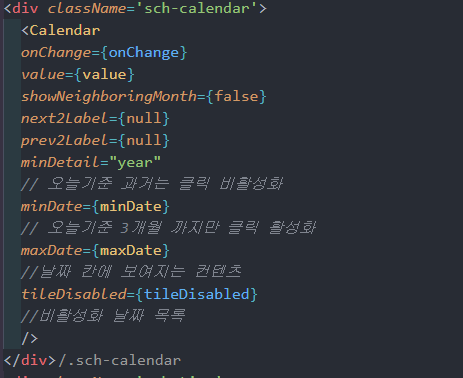 <div className='sch-calendar'>
<Calendar
onChange={onChange}
value={value}
showNeighboringMonth={false}
next2Label={null}
prev2Label={null}
minDetail="year"
// 오늘기준 과거는 클릭 비활성화
minDate={minDate}
// 오늘기준 3개월 까지만 클릭 활성화
maxDate={maxDate}
//날짜 칸에 보여지는 컨텐츠
tileDisabled={tileDisabled}
//비활성화 날짜 목록
/>
</div>/.sch-calendar